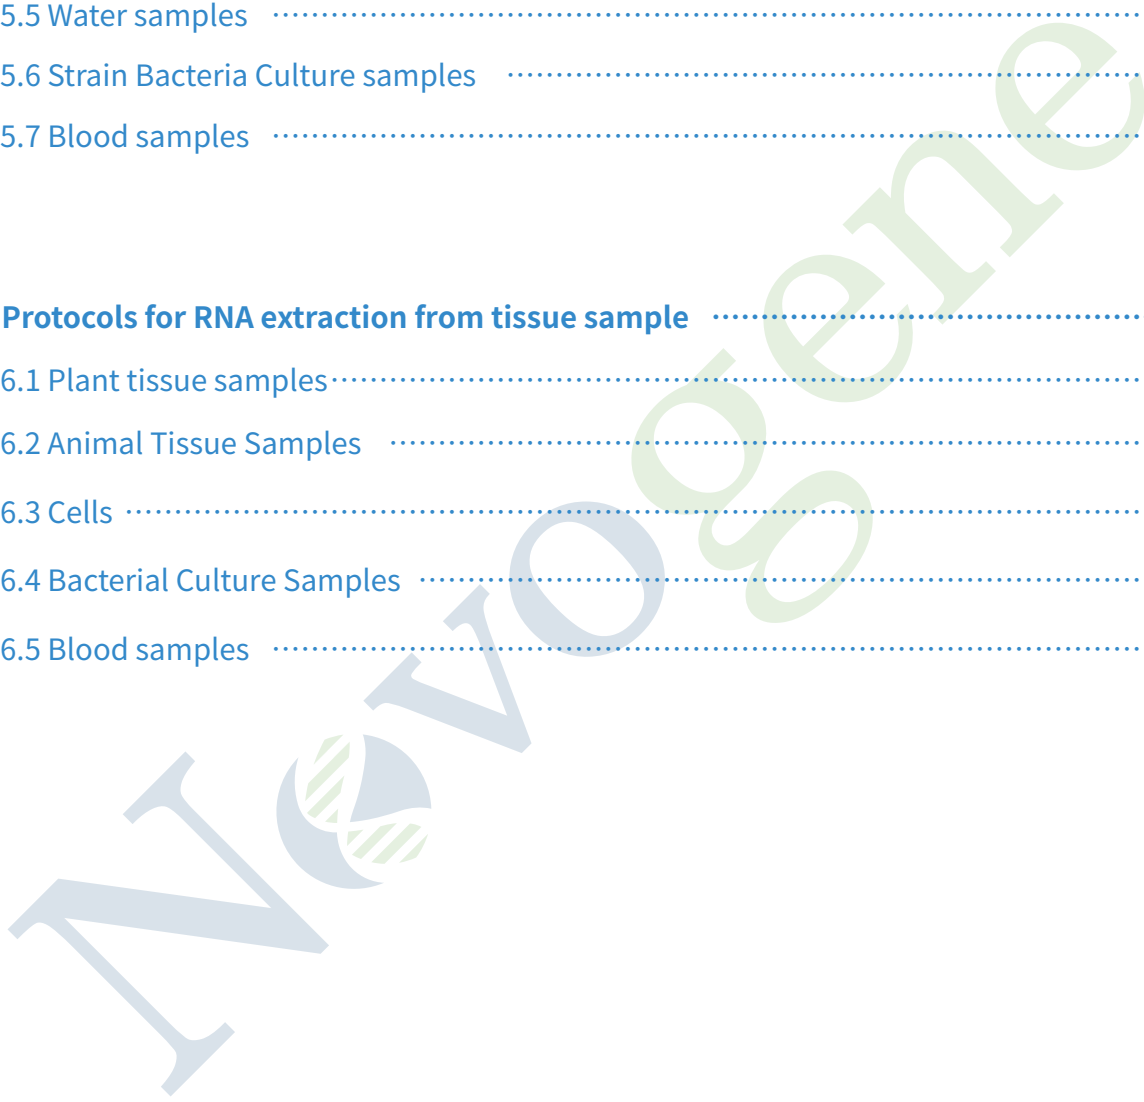 5.5 Water samples
5.6 Strain Bacteria Culture samples
5.7 Blood samples
Protocols for RNA extraction from tissue sample
6.1 Plant tissue samples
6.2 Animal Tissue Samples
6.3 Cells
6.4 Bacterial Culture Samples
6.5 Blood samples
Novogene